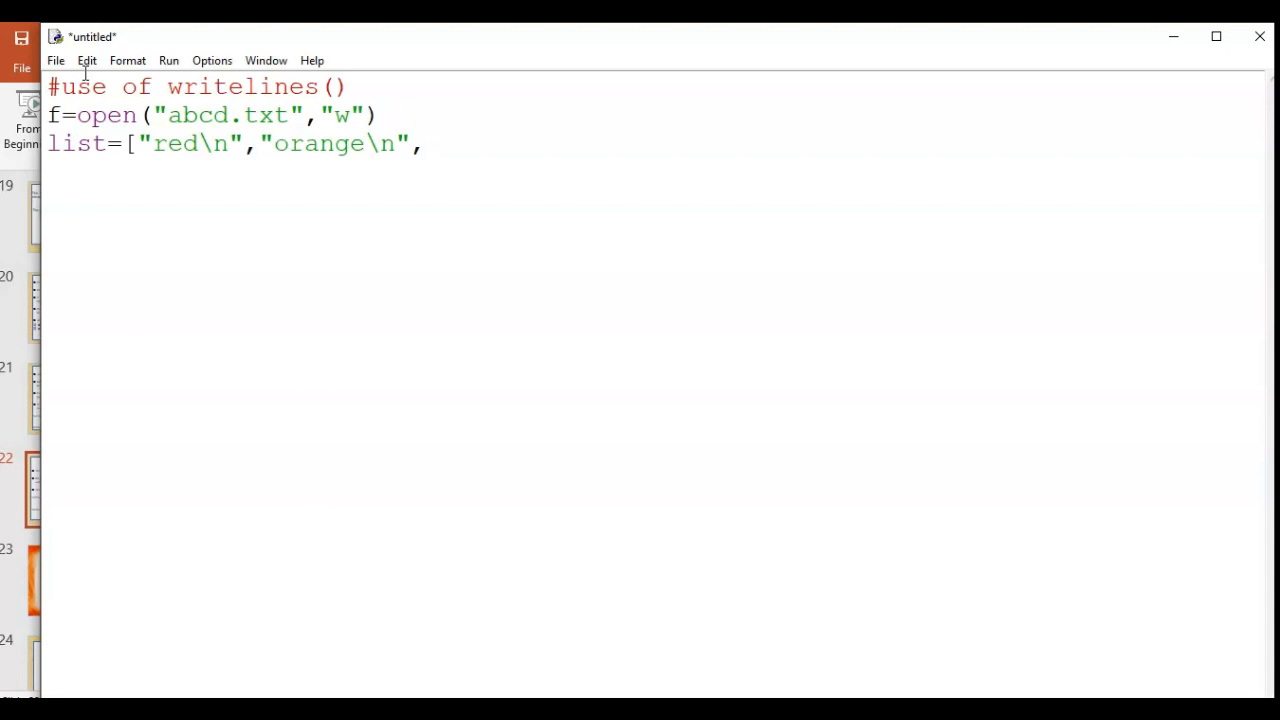 *untitled*
File Edit Format Run Options Window Help
File
#use of writelines()
f=open("abcd.txt","w")
list=["red\n","orange\n",
From
Beginn
19
20
21
22
23
24